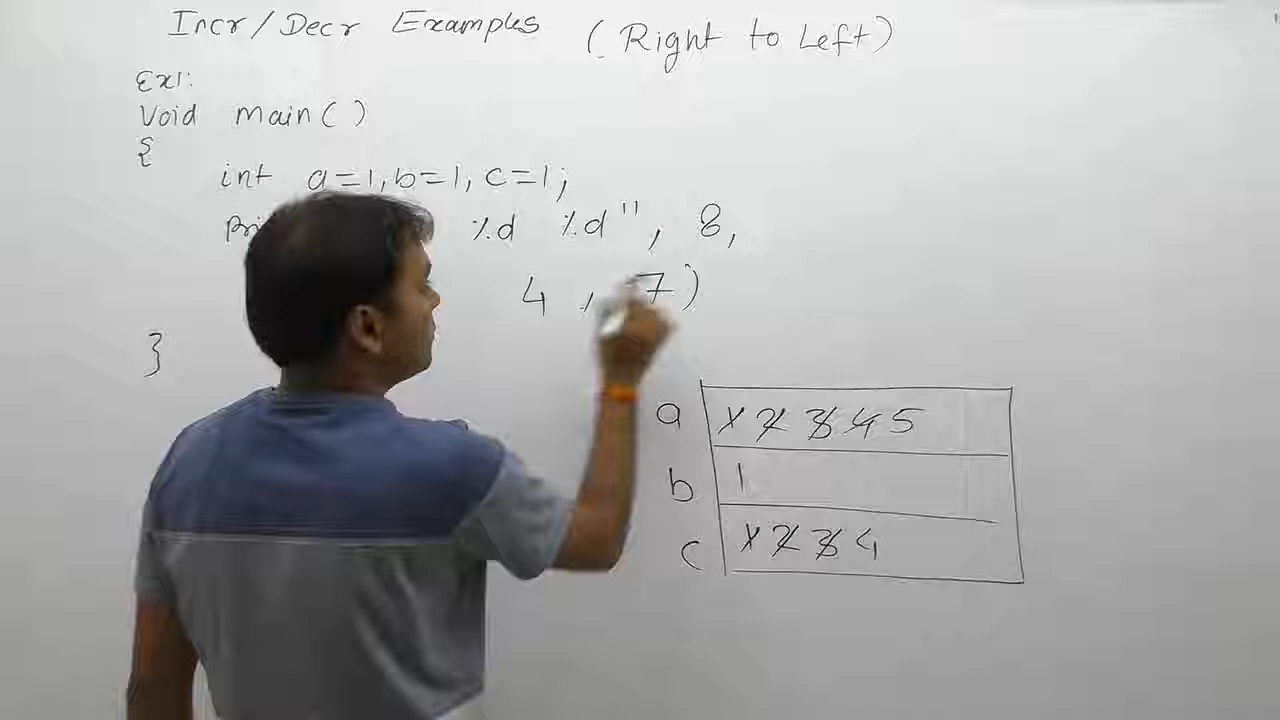 Incr/Decr Examples (Right to Left)
Ex1:
Void main()
{
int a=1,b=1,c=1;
%d %d", 8,
4 , 7)
}
a 1 2 3 4 5
b 1
c 1 2 3 4